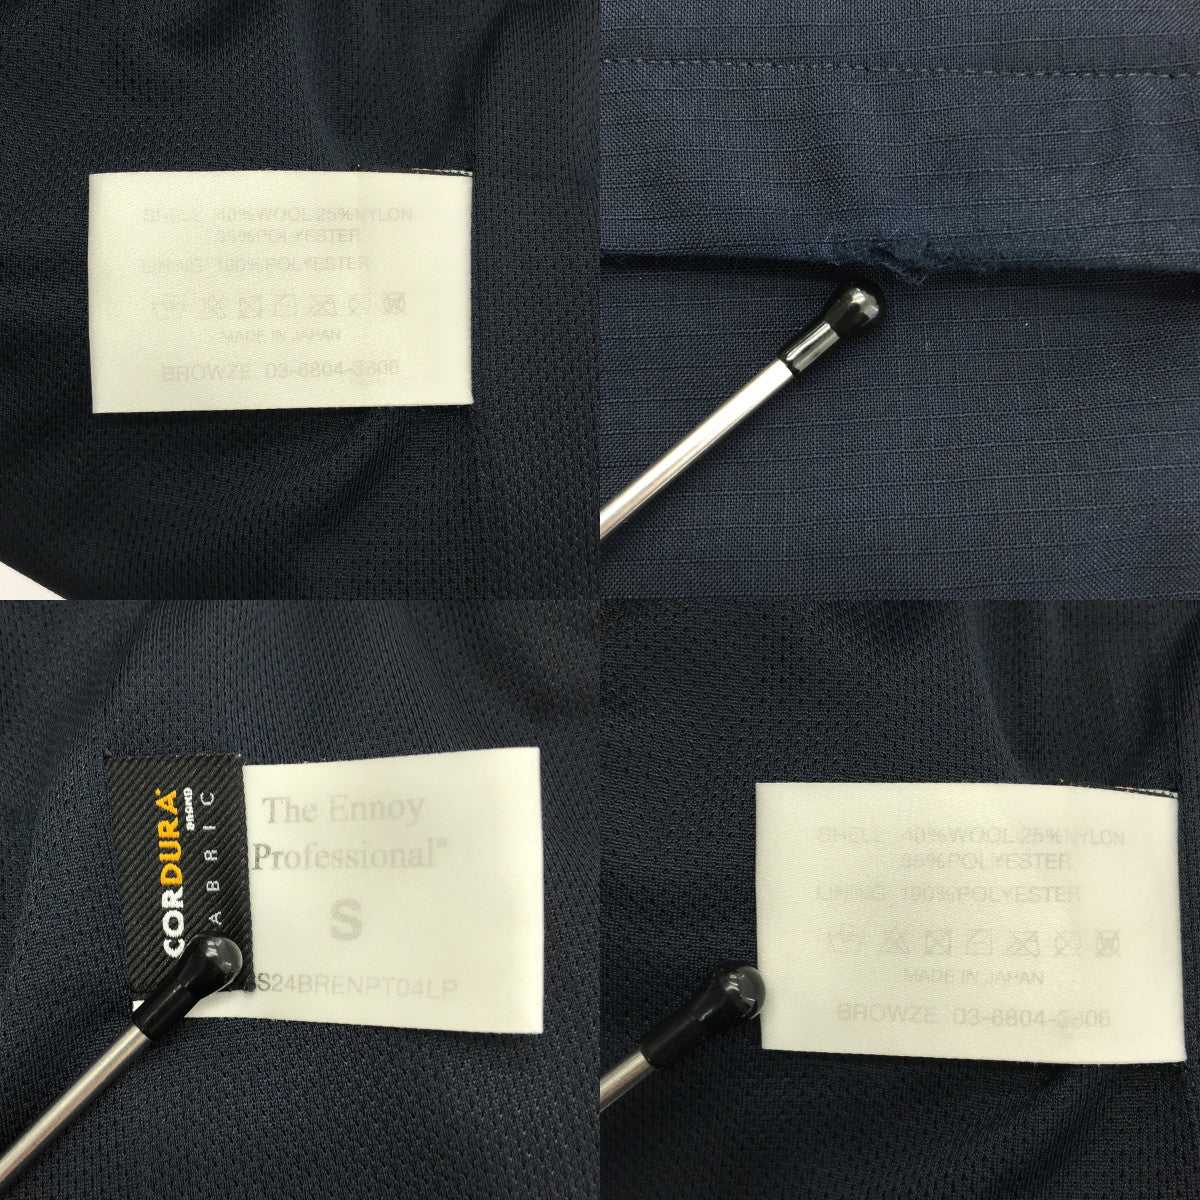 SHELL 40%WOOL 25%NYLON
35%POLYESTER
LINING 100%POLYESTER
MADE IN JAPAN
BROWZE 03-6804-3806
CORDURA
BRAND
FABRIC
The Ennoy
Professional®
S
SS24BRENPT04LP
SHELL 40%WOOL 25%NYLON
35%POLYESTER
LINING 100%POLYESTER
MADE IN JAPAN
BROWZE 03-6804-3806